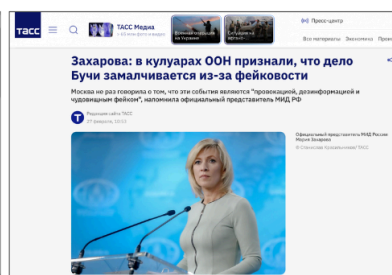 ТАСС
ТАСС Медиа
Пресс-центр
Все материалы Экономика
Захарова: в кулуарах ООН признали, что дело
Бучи замалчивается из-за фейковости
Москва не раз говорила о том, что эти события являются "провокацией, дезинформацией и
чудовищным фейком", напомнила официальный представитель МИД РФ
Редакция сайта ТАСС
27 февраля,
Официальный представитель МИД России
Мария Захарова